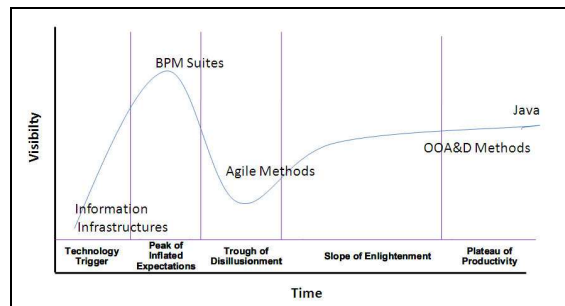 BPM Suites
Java
Visibilty
OOA&D Methods
Agile Methods
Information
Infrastructures
Technology
Trigger
Peak of
Inflated
Expectations
Trough of
Disillusionment
Slope of Enlightenment
Plateau of
Productivity
Time